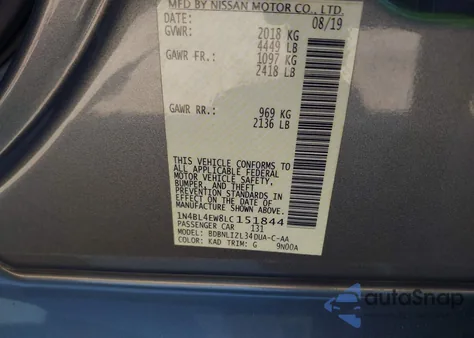 MFD BY NISSAN MOTOR CO., LTD.
DATE: 08/19
GVWR: 2018 KG
4449 LB
GAWR FR: 1097 KG
2418 LB
GAWR RR: 969 KG
2136 LB
THIS VEHICLE CONFORMS TO
ALL APPLICABLE FEDERAL
MOTOR VEHICLE SAFETY,
BUMPER, AND THEFT
PREVENTION STANDARDS IN
EFFECT ON THE DATE OF
MANUFACTURE SHOWN ABOVE.
1N4BL4EW8LC151844
PASSENGER CAR 131
MODEL: BDBNLIZL34DUA-C-AA
COLOR: KAD TRIM: G 9N00A
autoSnap